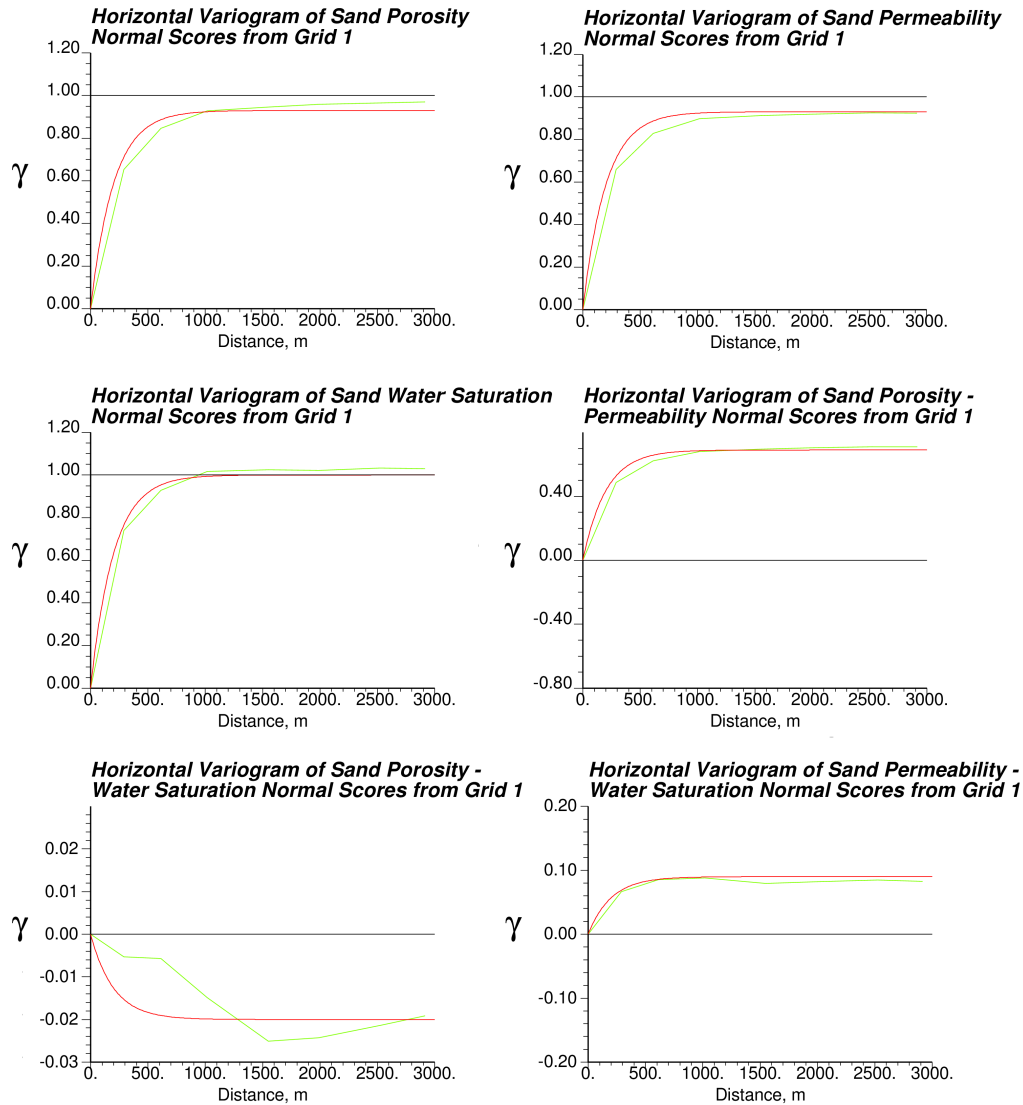 Horizontal Variogram of Sand Porosity
Normal Scores from Grid 1
1.20
1.00
0.80
γ
0.60
0.40
0.20
0.00
0. 500. 1000. 1500. 2000. 2500. 3000.
Distance, m
Horizontal Variogram of Sand Permeability
Normal Scores from Grid 1
1.20
1.00
0.80
γ
0.60
0.40
0.20
0.00
0. 500. 1000. 1500. 2000. 2500. 3000.
Distance, m
Horizontal Variogram of Sand Water Saturation
Normal Scores from Grid 1
1.20
1.00
0.80
γ
0.60
0.40
0.20
0.00
0. 500. 1000. 1500. 2000. 2500. 3000.
Distance, m
Horizontal Variogram of Sand Porosity -
Permeability Normal Scores from Grid 1
0.40
γ
0.00
-0.40
-0.80
0. 500. 1000. 1500. 2000. 2500. 3000.
Distance, m
Horizontal Variogram of Sand Porosity -
Water Saturation Normal Scores from Grid 1
0.02
0.01
γ
0.00
-0.01
-0.02
-0.03
0. 500. 1000. 1500. 2000. 2500. 3000.
Distance, m
Horizontal Variogram of Sand Permeability -
Water Saturation Normal Scores from Grid 1
0.20
0.10
γ
0.00
-0.10
-0.20
0. 500. 1000. 1500. 2000. 2500. 3000.
Distance, m